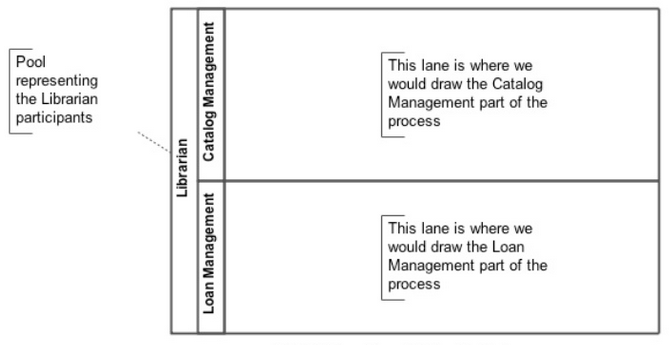 Pool
representing
the Librarian
participants
Librarian
Catalog Management
This lane is where we
would draw the Catalog
Management part of the
process
Loan Management
This lane is where we
would draw the Loan
Management part of the
process